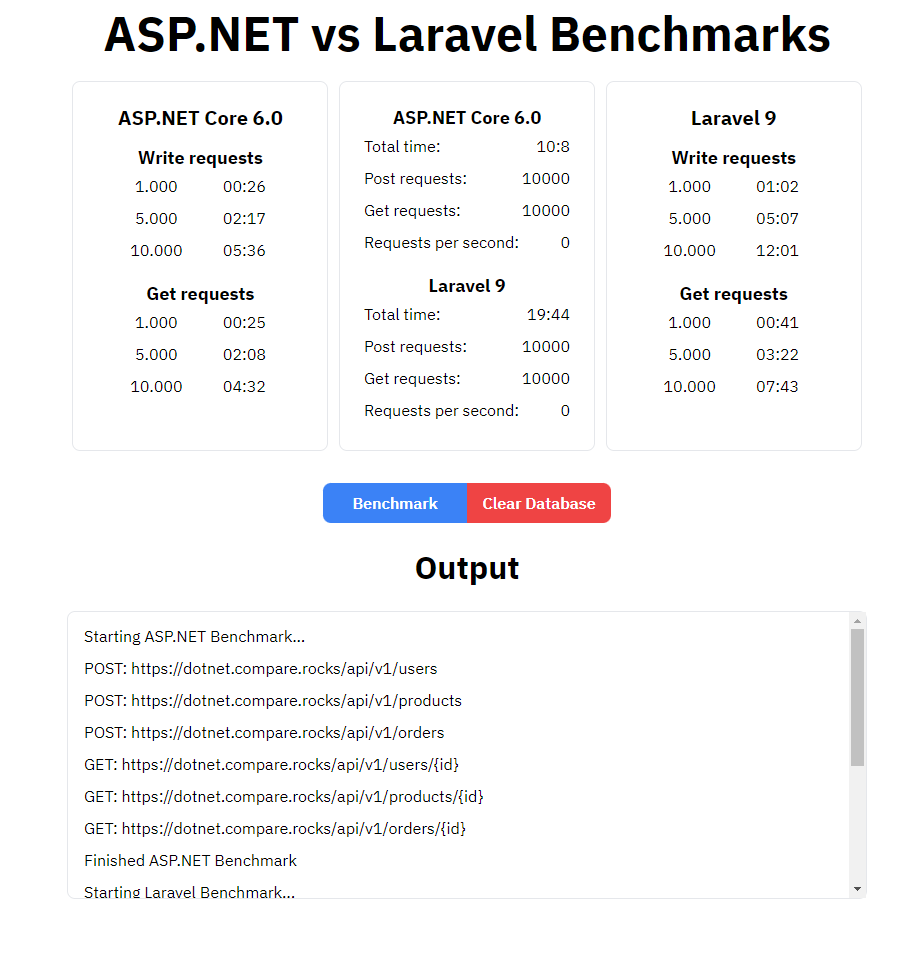 ASP.NET vs Laravel Benchmarks
ASP.NET Core 6.0
Write requests
1.000 00:26
5.000 02:17
10.000 05:36
Get requests
1.000 00:25
5.000 02:08
10.000 04:32
ASP.NET Core 6.0
Total time: 10:8
Post requests: 10000
Get requests: 10000
Requests per second: 0
Laravel 9
Total time: 19:44
Post requests: 10000
Get requests: 10000
Requests per second: 0
Laravel 9
Write requests
1.000 01:02
5.000 05:07
10.000 12:01
Get requests
1.000 00:41
5.000 03:22
10.000 07:43
Benchmark
Clear Database
Output
Starting ASP.NET Benchmark...
POST: https://dotnet.compare.rocks/api/v1/users
POST: https://dotnet.compare.rocks/api/v1/products
POST: https://dotnet.compare.rocks/api/v1/orders
GET: https://dotnet.compare.rocks/api/v1/users/{id}
GET: https://dotnet.compare.rocks/api/v1/products/{id}
GET: https://dotnet.compare.rocks/api/v1/orders/{id}
Finished ASP.NET Benchmark
Starting Laravel Benchmark...